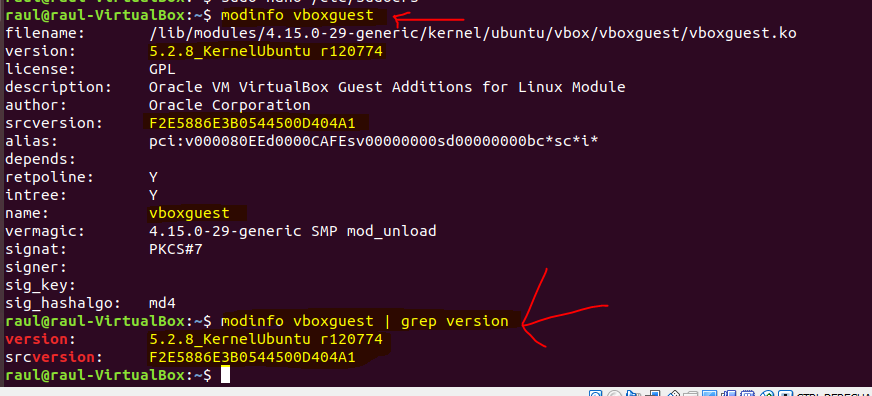 raul@raul-VirtualBox:~$ modinfo vboxguest
filename: /lib/modules/4.15.0-29-generic/kernel/ubuntu/vbox/vboxguest/vboxguest.ko
version: 5.2.8_KernelUbuntu r120774
license: GPL
description: Oracle VM VirtualBox Guest Additions for Linux Module
author: Oracle Corporation
srcversion: F2E5886E3B0544500D404A1
alias: pci:v000080EEd0000CAFEsv00000000sd00000000bc*sc*i*
depends:
retpoline: Y
intree: Y
name: vboxguest
vermagic: 4.15.0-29-generic SMP mod_unload
signat: PKCS#7
signer:
sig_key:
sig_hashalgo: md4
raul@raul-VirtualBox:~$ modinfo vboxguest | grep version
version: 5.2.8_KernelUbuntu r120774
srcversion: F2E5886E3B0544500D404A1
raul@raul-VirtualBox:~$